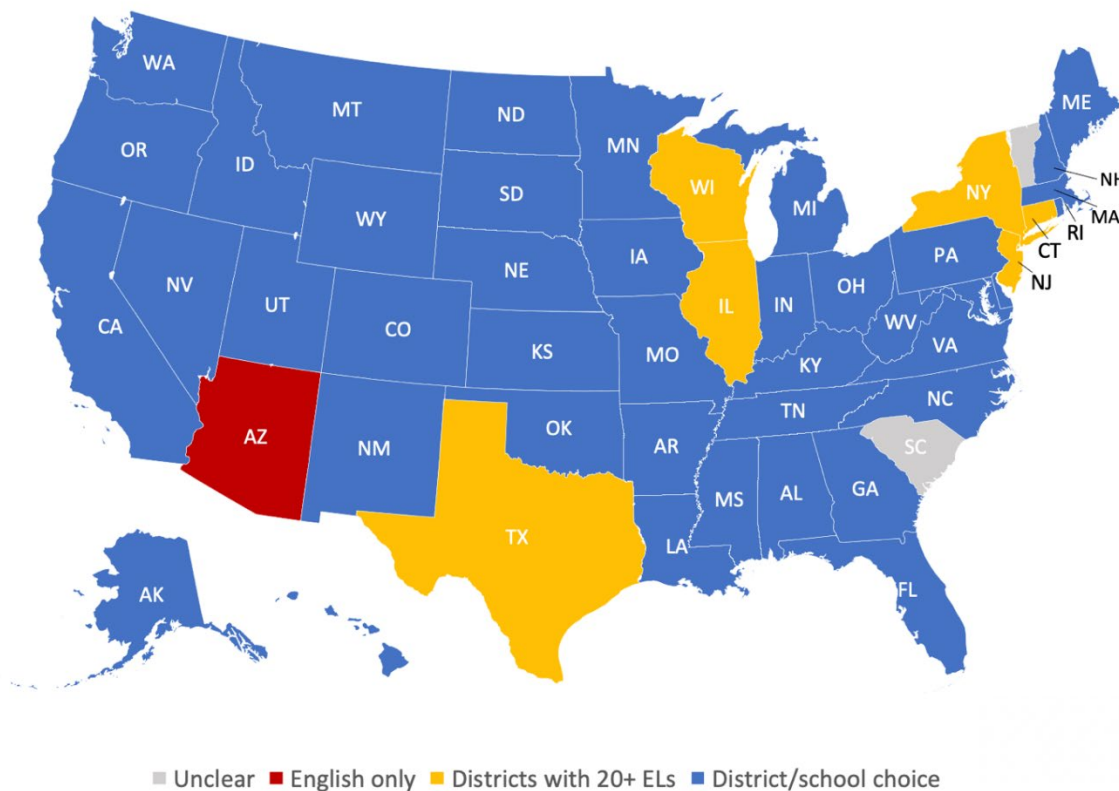 WA
MT
ND
MN
ME
OR
ID
SD
WI
NY
NH
WY
MI
MA
RI
CT
IA
NE
PA
NJ
NV
UT
IL
IN
OH
CA
CO
WV
KS
MO
VA
KY
NC
TN
AZ
NM
OK
AR
SC
MS
AL
GA
TX
LA
FL
AK
Unclear English only Districts with 20+ ELs District/school choice